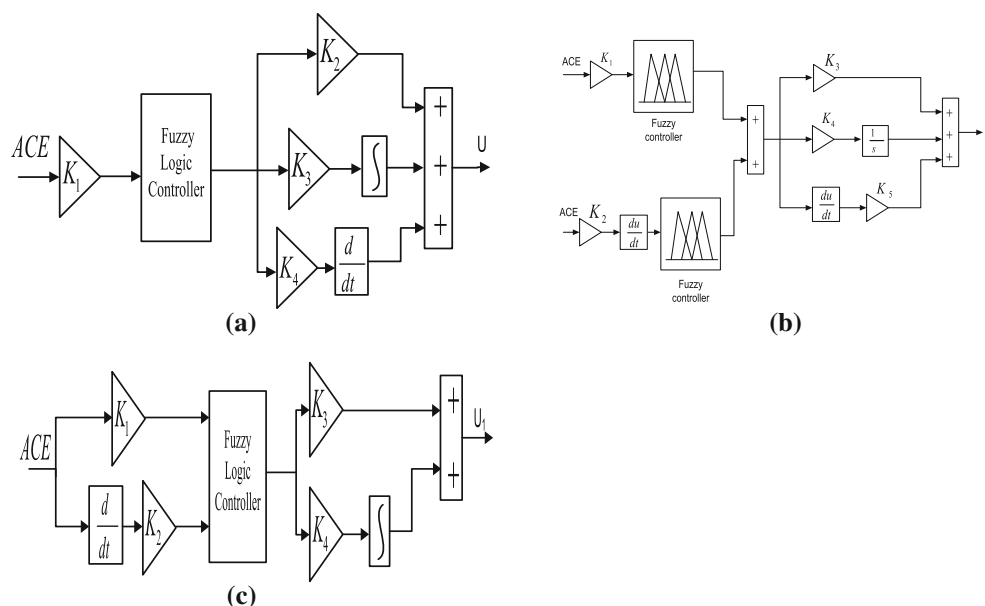 ACE
K1
Fuzzy
Logic
Controller
K2
K3
∫
K4
d
dt
+
+
+
U
(a)
ACE
K1
Fuzzy
controller
ACE
K2
du
dt
Fuzzy
controller
+
+
K3
K4
1
s
du
dt
K5
+
+
+
(b)
ACE
K1
d
dt
K2
Fuzzy
Logic
Controller
K3
K4
∫
+
+
U1
(c)